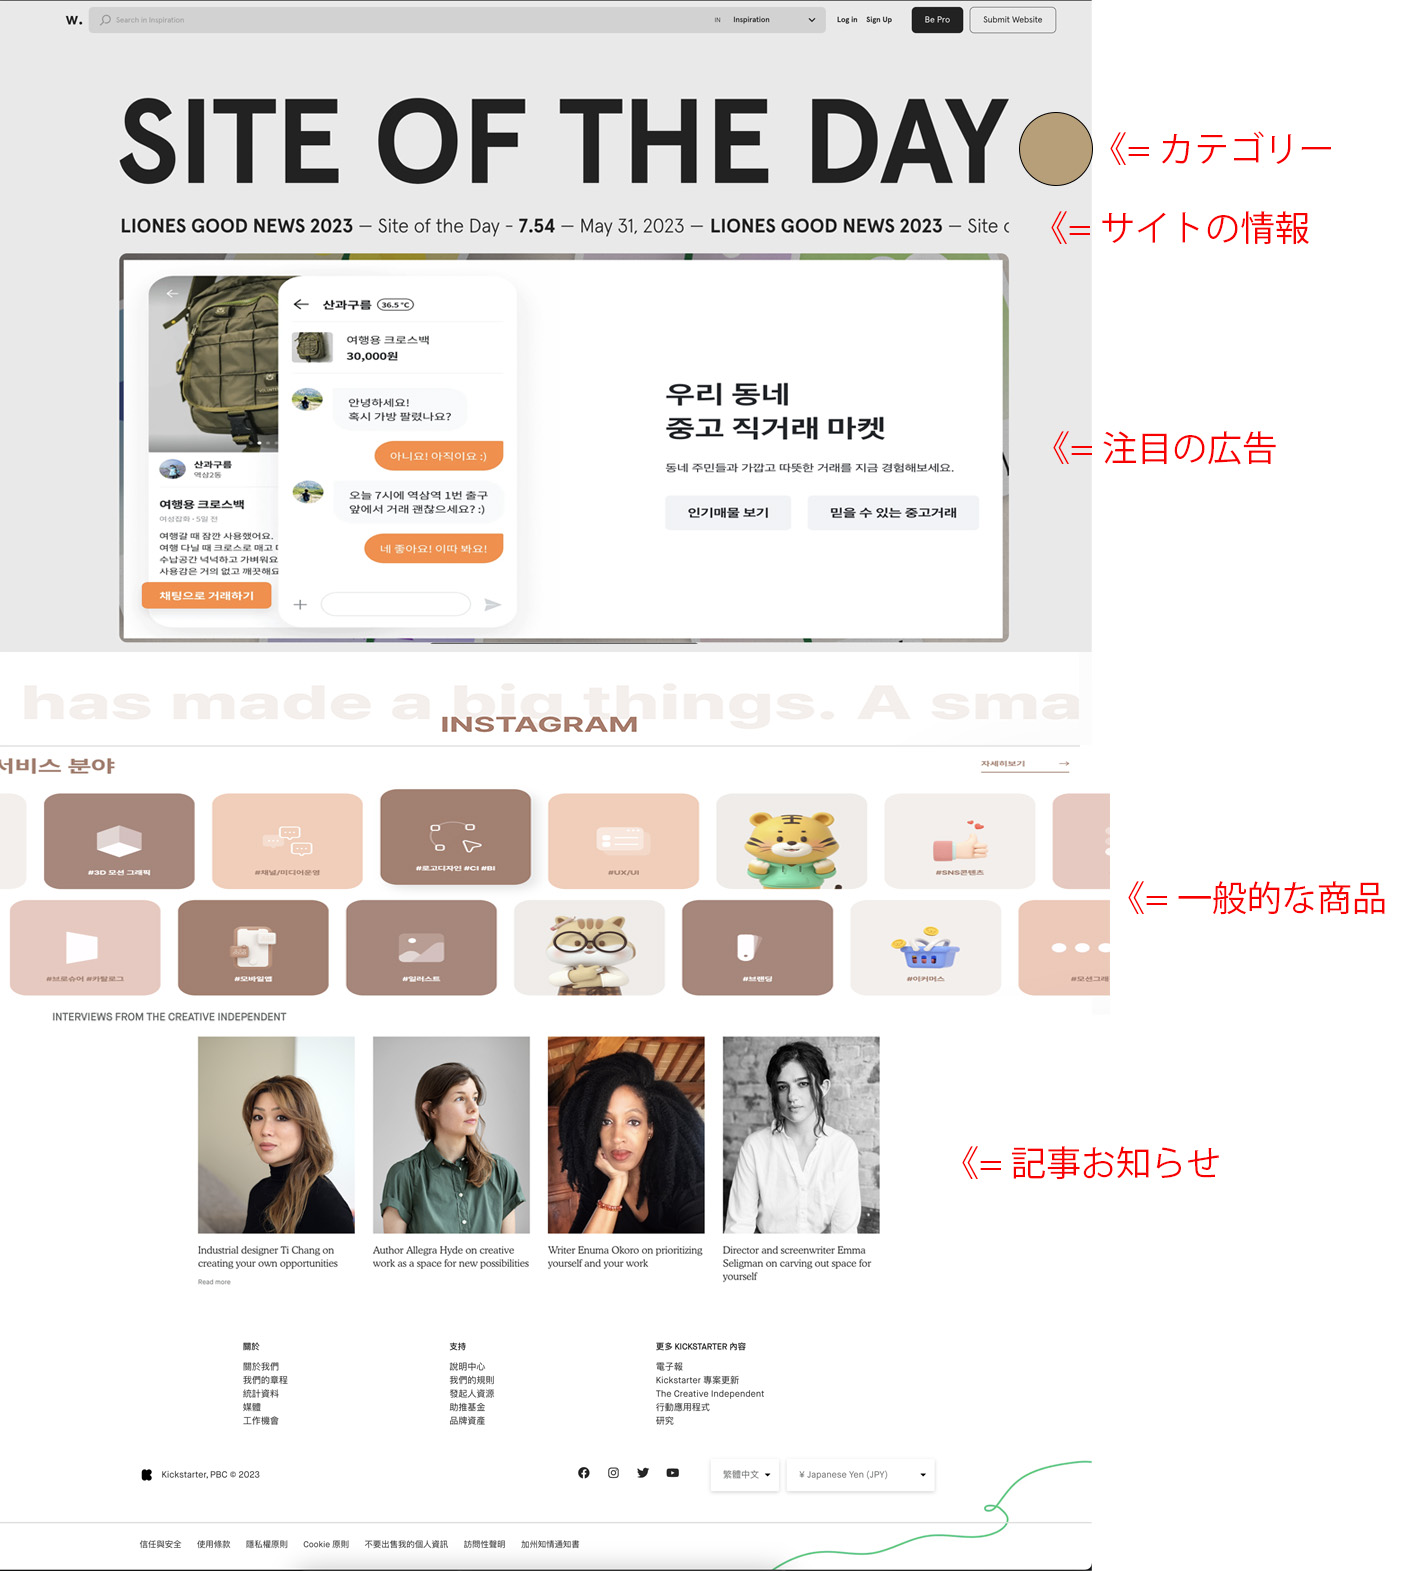 W.
Search in Inspiration
IN Inspiration
Log in
Sign Up
Be Pro
Submit Website
SITE OF THE DAY
《= カテゴリー
LIONES GOOD NEWS 2023 — Site of the Day - 7.54 — May 31, 2023 — LIONES GOOD NEWS 2023 — Site
《= サイトの情報
산과구름 36.5 °C
여행용 크로스백
30,000원
안녕하세요!
혹시 가방 팔렸나요?
아니요! 아직이요 :)
오늘 7시에 역삼역 1번 출구
앞에서 거래 괜찮으세요? :)
네 좋아요! 이따 봐요!
산과구름
역삼2동
여행용 크로스백
여성잡화 · 5일 전
여행갈 때 잠깐 사용했어요.
여행 다닐 때 크로스로 매고
수납공간 넉넉하고 가벼워요
사용감은 거의 없고 깨끗해요
채팅으로 거래하기
우리 동네
중고 직거래 마켓
동네 주민들과 가깝고 따뜻한 거래를 지금 경험해보세요.
인기매물 보기
믿을 수 있는 중고거래
《= 注目の広告
has made a big things. A sma
INSTAGRAM
서비스 분야
자세히보기
#3D 모션 그래픽
#채널/미디어운영
#로고디자인 #CI #BI
#UX/UI
#SNS콘텐츠
#브로슈어 #카탈로그
#모바일앱
#일러스트
#브랜딩
#이커머스
#모션그래
《= 一般的な商品
INTERVIEWS FROM THE CREATIVE INDEPENDENT
《= 記事お知らせ
Industrial designer Ti Chang on
creating your own opportunities
Read more
Author Allegra Hyde on creative
work as a space for new possibilities
Writer Enuma Okoro on prioritizing
yourself and your work
Director and screenwriter Emma
Seligman on carving out space for
yourself
關於
關於我們
我們的章程
統計資料
媒體
工作機會
支持
說明中心
我們的規則
發起人資源
助推基金
品牌資產
更多 KICKSTARTER 內容
電子報
Kickstarter 專案更新
The Creative Independent
行動應用程式
研究
Kickstarter, PBC © 2023
繁體中文
¥ Japanese Yen (JPY)
信任與安全 使用條款 隱私權原則 Cookie 原則 不要出售我的個人資訊 訪問性聲明 加州知情通知書